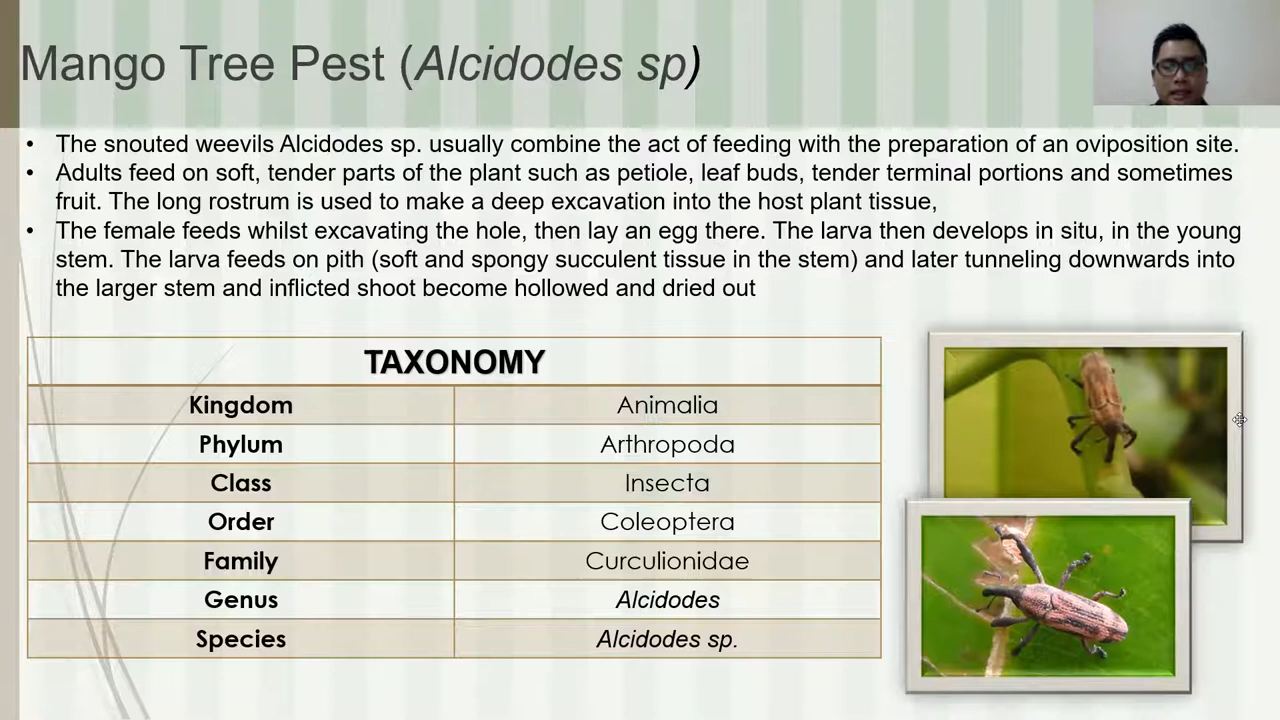 Mango Tree Pest (Alcidodes sp)
• The snouted weevils Alcidodes sp. usually combine the act of feeding with the preparation of an oviposition site.
• Adults feed on soft, tender parts of the plant such as petiole, leaf buds, tender terminal portions and sometimes
fruit. The long rostrum is used to make a deep excavation into the host plant tissue,
• The female feeds whilst excavating the hole, then lay an egg there. The larva then develops in situ, in the young
stem. The larva feeds on pith (soft and spongy succulent tissue in the stem) and later tunneling downwards into
the larger stem and inflicted shoot become hollowed and dried out
TAXONOMY
Kingdom Animalia
Phylum Arthropoda
Class Insecta
Order Coleoptera
Family Curculionidae
Genus Alcidodes
Species Alcidodes sp.